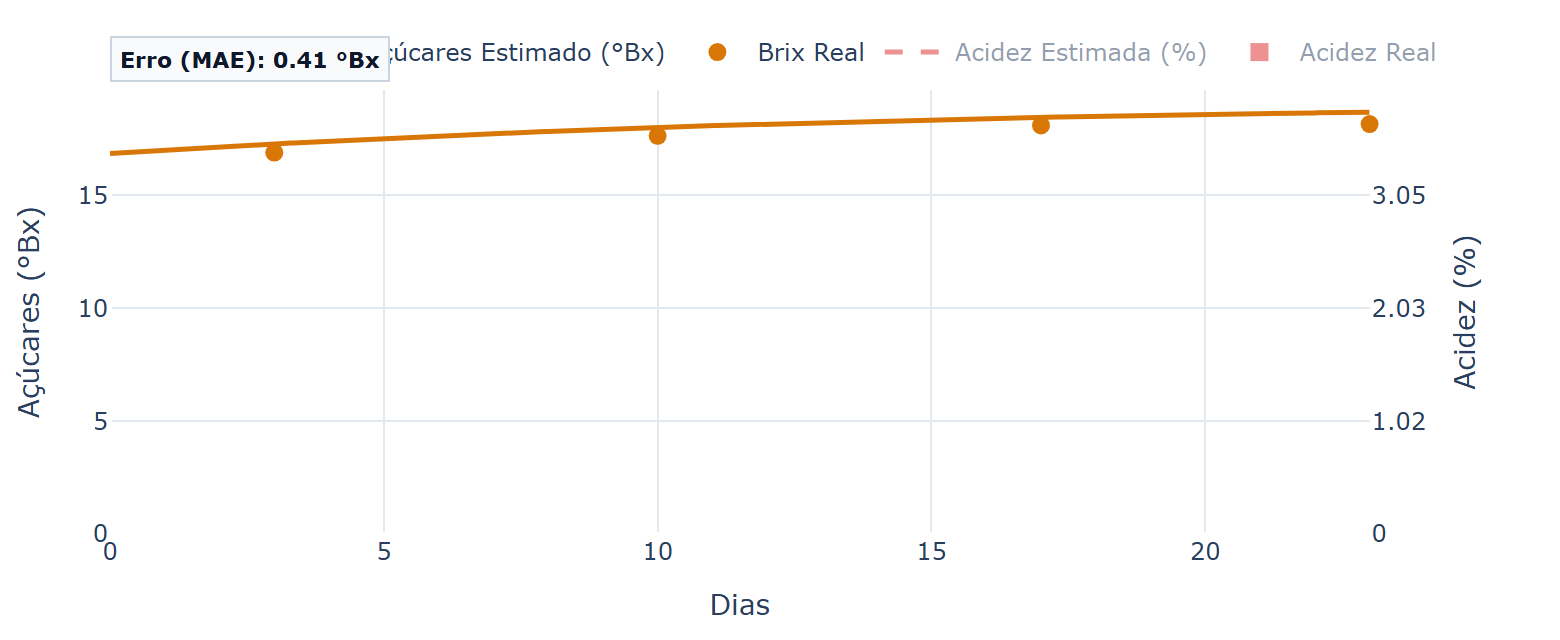 Erro (MAE): 0.41 °Bx
Estimado (°Bx)
Brix Real
Acidez Estimada (%)
Acidez Real
15
10
5
0
Açúcares (°Bx)
3.05
2.03
1.02
0
Acidez (%)
0
5
10
15
20
Dias